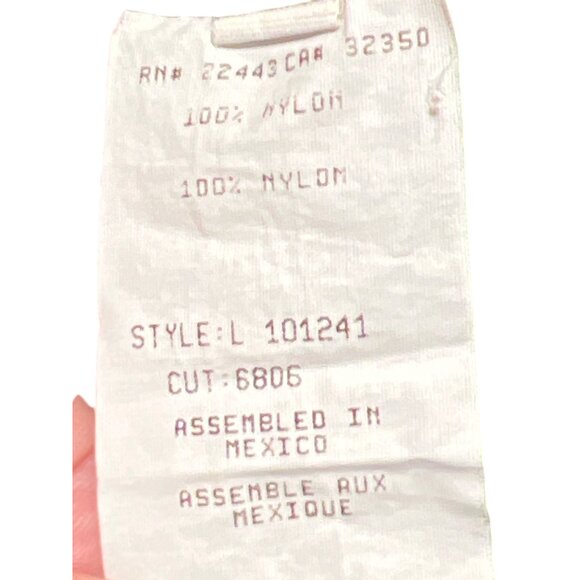 RN# 22443 CA# 32350
100% NYLON
100% NYLON
STYLE:L 101241
CUT:6806
ASSEMBLED IN
MEXICO
ASSEMBLE AUX
MEXIQUE